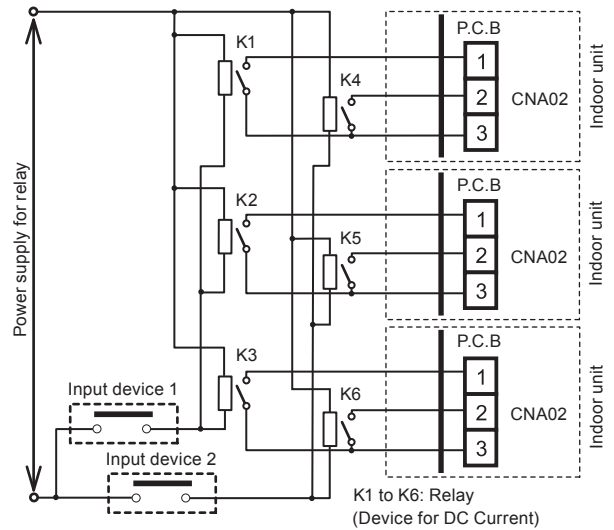 Power supply for relay
K1
K4
P.C.B
1
2
3
CNA02
Indoor unit
K2
K5
P.C.B
1
2
3
CNA02
Indoor unit
K3
K6
P.C.B
1
2
3
CNA02
Indoor unit
Input device 1
Input device 2
K1 to K6: Relay
(Device for DC Current)